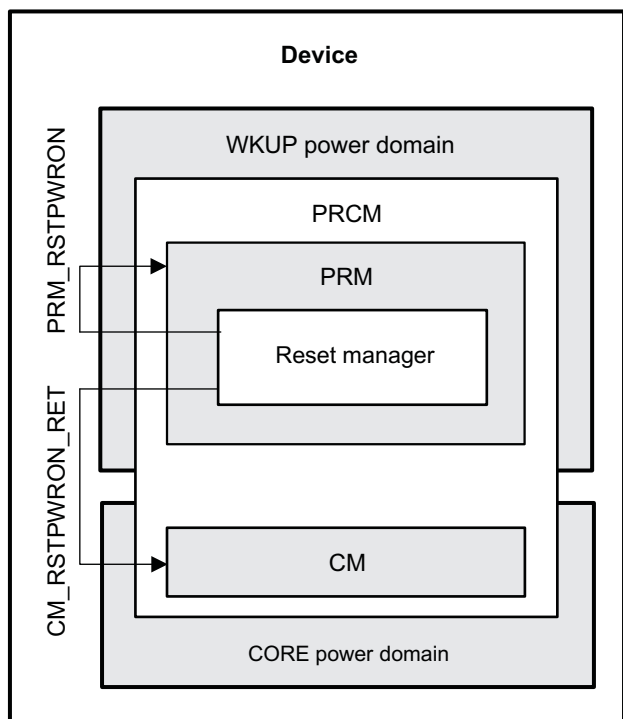 Device
WKUP power domain
PRM_RSTPWRON
PRCM
PRM
Reset manager
CM_RSTPWRON_RET
CM
CORE power domain